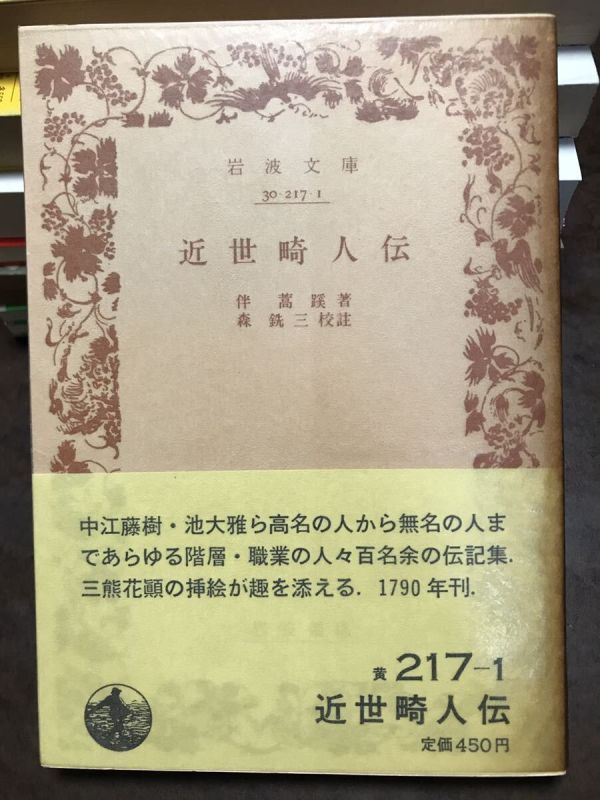 岩波文庫
30-217-1
近世畸人伝
伴蒿蹊著
森銑三校註
中江藤樹・池大雅ら高名の人から無名の人ま
であらゆる階層・職業の人々百名余の伝記集.
三熊花顚の挿絵が趣を添える. 1790年刊.
黄 217-1
近世畸人伝
定価450円